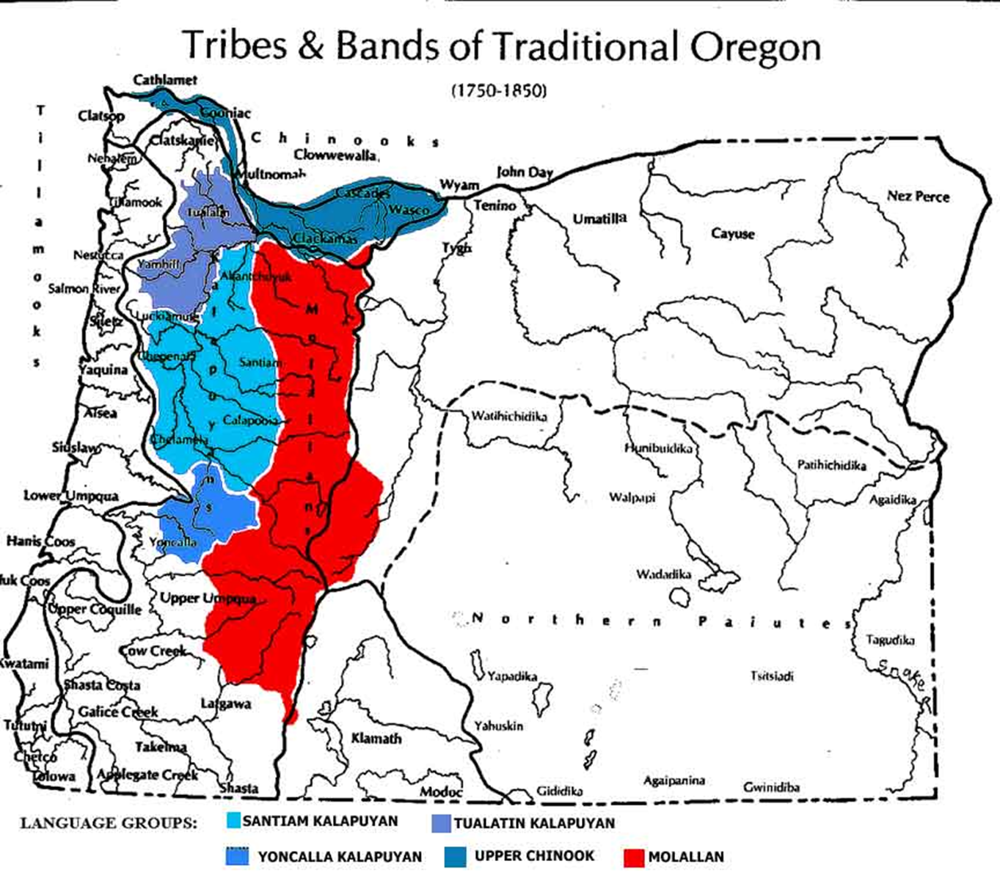 Tribes & Bands of Traditional Oregon
(1750-1850)
Cathlamet
&
Cooniac
Clatsop
Tillamooks
Chinooks
Clatskanie
Clowwewalla,
Nehalem
Multnomah
John Day
Wyam
Cascades
Tenino
Nez Perce
Tillamook
Tualatin
Wasco
Umatilla
Cayuse
Clackamas
Tygh
Nestucca
Yamhill
Ahantchuyuk
Salmon River
Kalapuyans
Molallans
Luckiamute
Siletz
Chepenafa
Santiam
Yaquina
Alsea
Calapooia
Watihichidika
Chelamela
Siuslaw
Hunibuidika
Patihichidika
Lower Umpqua
Walpapi
Agaidika
Hanis Coos
Yoncalla
Wadadika
uk Coos
Upper Umpqua
Upper Coquille
Northern Paiutes
Tagudika
Cow Creek
Kwatami
Snake R
Yapadika
Tsitsiadi
Shasta Costa
Latgawa
Galice Creek
Tututni
Yahuskin
Klamath
Takelma
Chetco
Tolowa
Applegate Creek
Shasta
Modoc
Gididika
Agaipanina
Gwinidiba
LANGUAGE GROUPS:
SANTIAM KALAPUYAN
TUALATIN KALAPUYAN
YONCALLA KALAPUYAN
UPPER CHINOOK
MOLALLAN